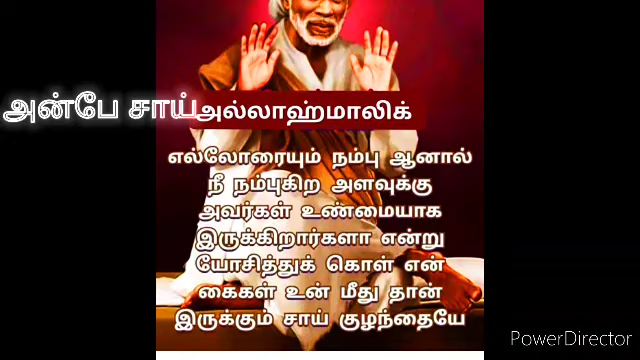 அன்பே சாய்
அல்லாஹ்மாலிக்
எல்லோரையும் நம்பு ஆனால்
நீ நம்புகிற அளவுக்கு
அவர்கள் உண்மையாக
இருக்கிறார்களா என்று
யோசித்துக் கொள் என்
கைகள் உன் மீது தான்
இருக்கும் சாய் குழந்தையே
PowerDirector